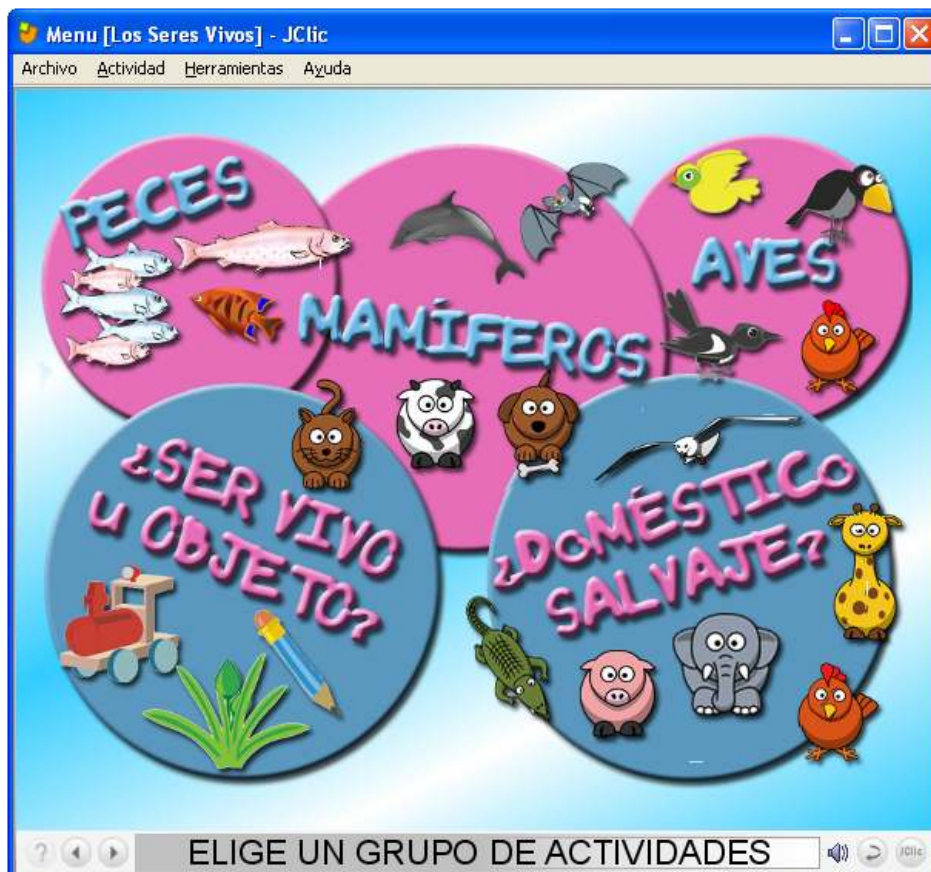 Menu [Los Seres Vivos] - JClic
Archivo Actividad Herramientas Ayuda
PECES
MAMÍFEROS
AVES
¿SER VIVO
U OBJETO?
¿DOMÉSTICO
SALVAJE?
ELIGE UN GRUPO DE ACTIVIDADES
JClic